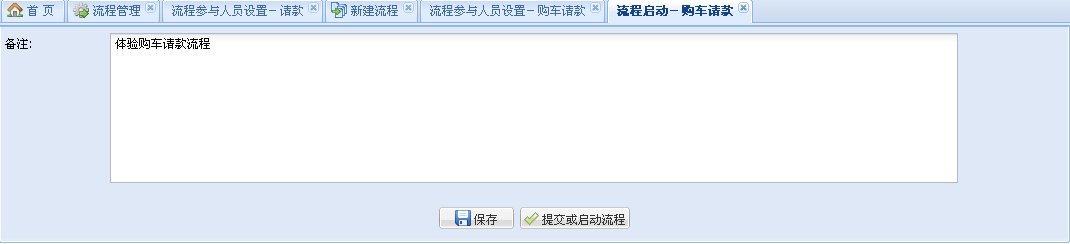 首 页 流程管理 流程参与人员设置－请款 新建流程 流程参与人员设置－购车请款 流程启动－购车请款
备注: 体验购车请款流程
保存 提交或启动流程